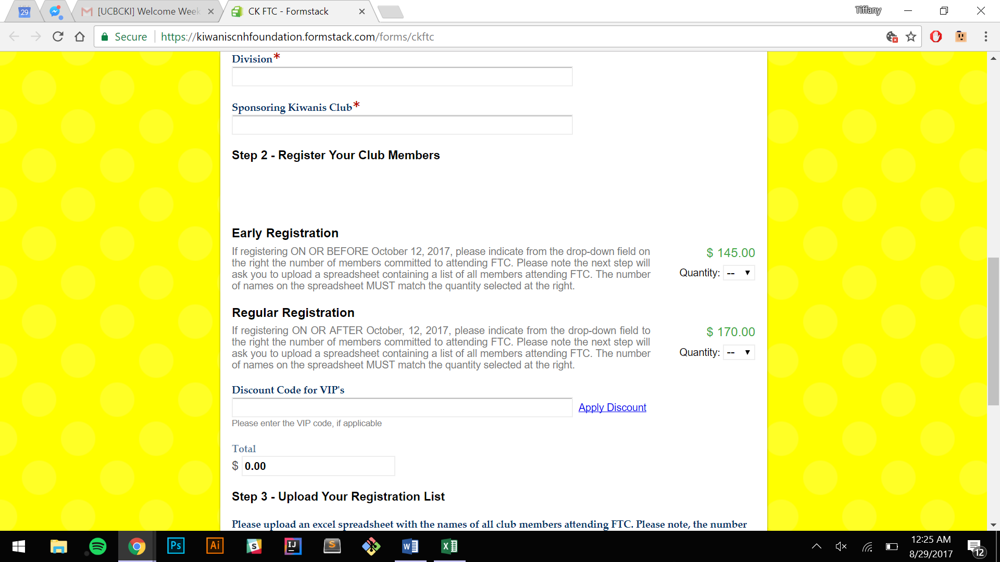 29
[UCBCKI] Welcome Week
CK FTC - Formstack
Tiffany
Secure
https://kiwaniscnhfoundation.formstack.com/forms/ckftc
Division*
Sponsoring Kiwanis Club*
Step 2 - Register Your Club Members
Early Registration
If registering ON OR BEFORE October 12, 2017, please indicate from the drop-down field on
the right the number of members committed to attending FTC. Please note the next step will
ask you to upload a spreadsheet containing a list of all members attending FTC. The number
of names on the spreadsheet MUST match the quantity selected at the right.
$ 145.00
Quantity: --
Regular Registration
If registering ON OR AFTER October, 12, 2017, please indicate from the drop-down field to
the right the number of members committed to attending FTC. Please note the next step will
ask you to upload a spreadsheet containing a list of all members attending FTC. The number
of names on the spreadsheet MUST match the quantity selected at the right.
$ 170.00
Quantity: --
Discount Code for VIP's
Apply Discount
Please enter the VIP code, if applicable
Total
$ 0.00
Step 3 - Upload Your Registration List
Please upload an excel spreadsheet with the names of all club members attending FTC. Please note, the number
Ps
Ai
S
IJ
S
W
X
12:25 AM
8/29/2017
12